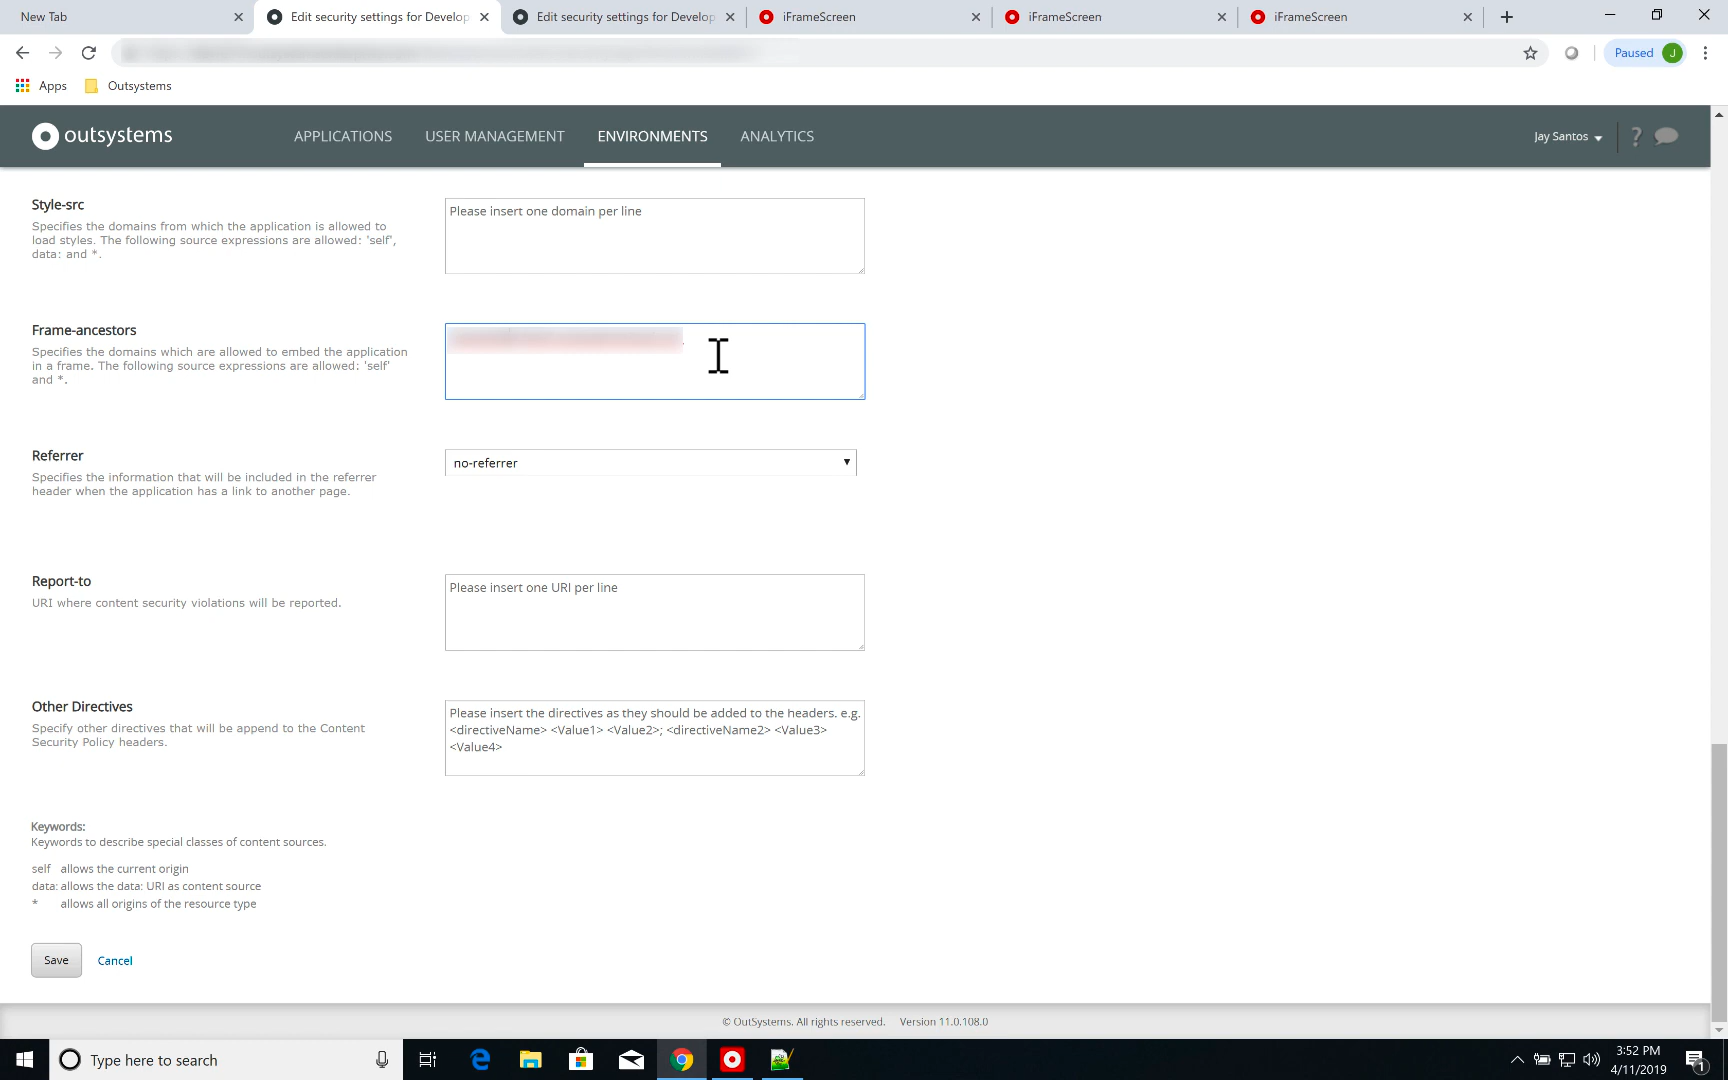 New Tab
Edit security settings for Develop
Edit security settings for Develop
iFrameScreen
iFrameScreen
iFrameScreen
Paused J
Apps
Outsystems
outsystems
APPLICATIONS
USER MANAGEMENT
ENVIRONMENTS
ANALYTICS
Jay Santos
?
Style-src
Specifies the domains from which the application is allowed to
load styles. The following source expressions are allowed: 'self',
data: and *.
Please insert one domain per line
Frame-ancestors
Specifies the domains which are allowed to embed the application
in a frame. The following source expressions are allowed: 'self'
and *.
Referrer
Specifies the information that will be included in the referrer
header when the application has a link to another page.
no-referrer
Report-to
URI where content security violations will be reported.
Please insert one URI per line
Other Directives
Specify other directives that will be append to the Content
Security Policy headers.
Please insert the directives as they should be added to the headers. e.g.
<directiveName> <Value1> <Value2>; <directiveName2> <Value3>
<Value4>
Keywords:
Keywords to describe special classes of content sources.
self allows the current origin
data: allows the data: URI as content source
* allows all origins of the resource type
Save
Cancel
© OutSystems. All rights reserved. Version 11.0.108.0
Type here to search
3:52 PM
4/11/2019
1